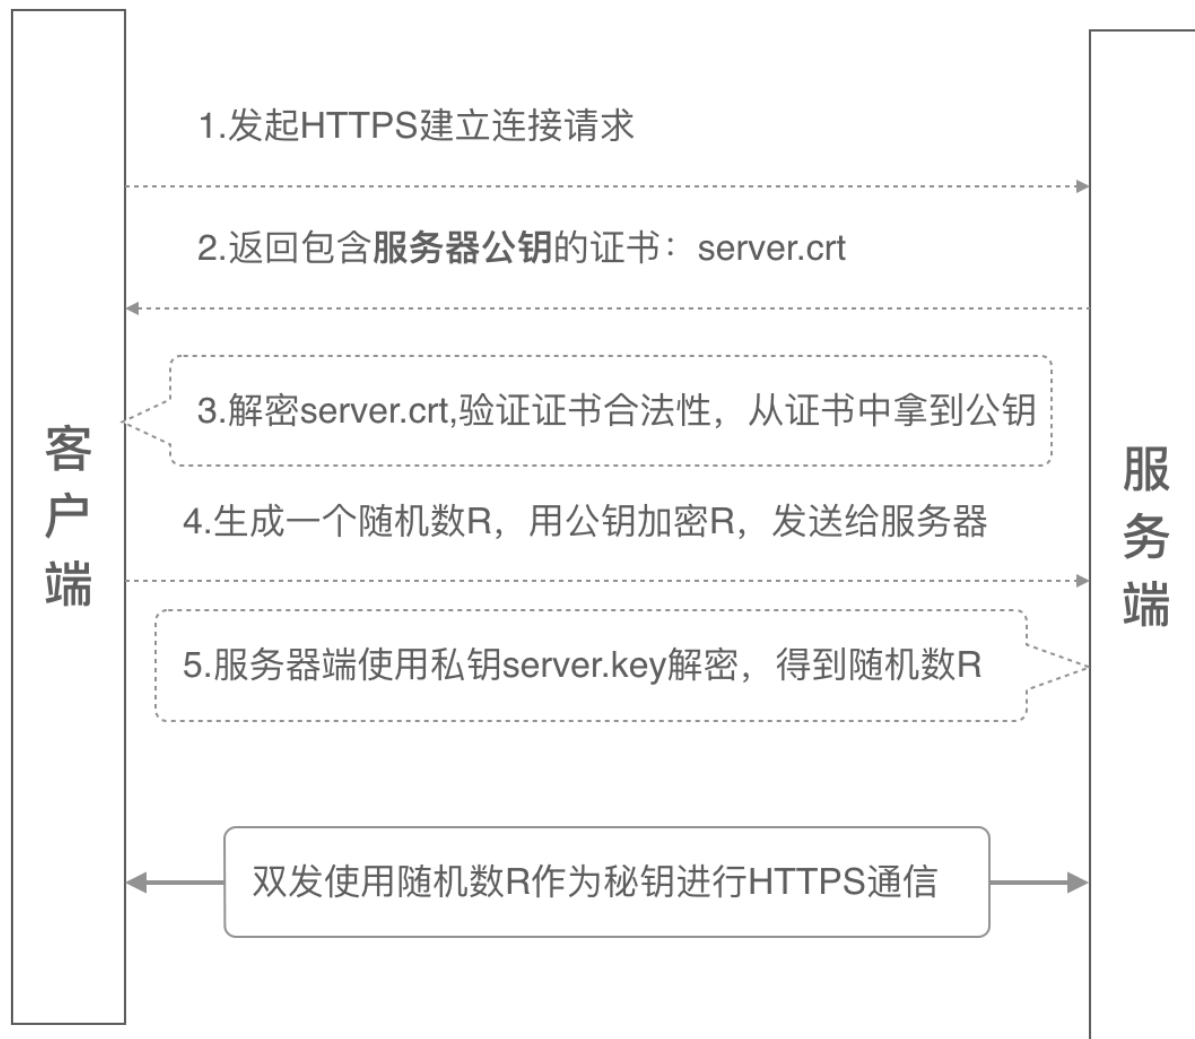 1.发起HTTPS建立连接请求
2.返回包含服务器公钥的证书：server.crt
3.解密server.crt,验证证书合法性，从证书中拿到公钥
客户端
服务端
4.生成一个随机数R，用公钥加密R，发送给服务器
5.服务器端使用私钥server.key解密，得到随机数R
双发使用随机数R作为秘钥进行HTTPS通信